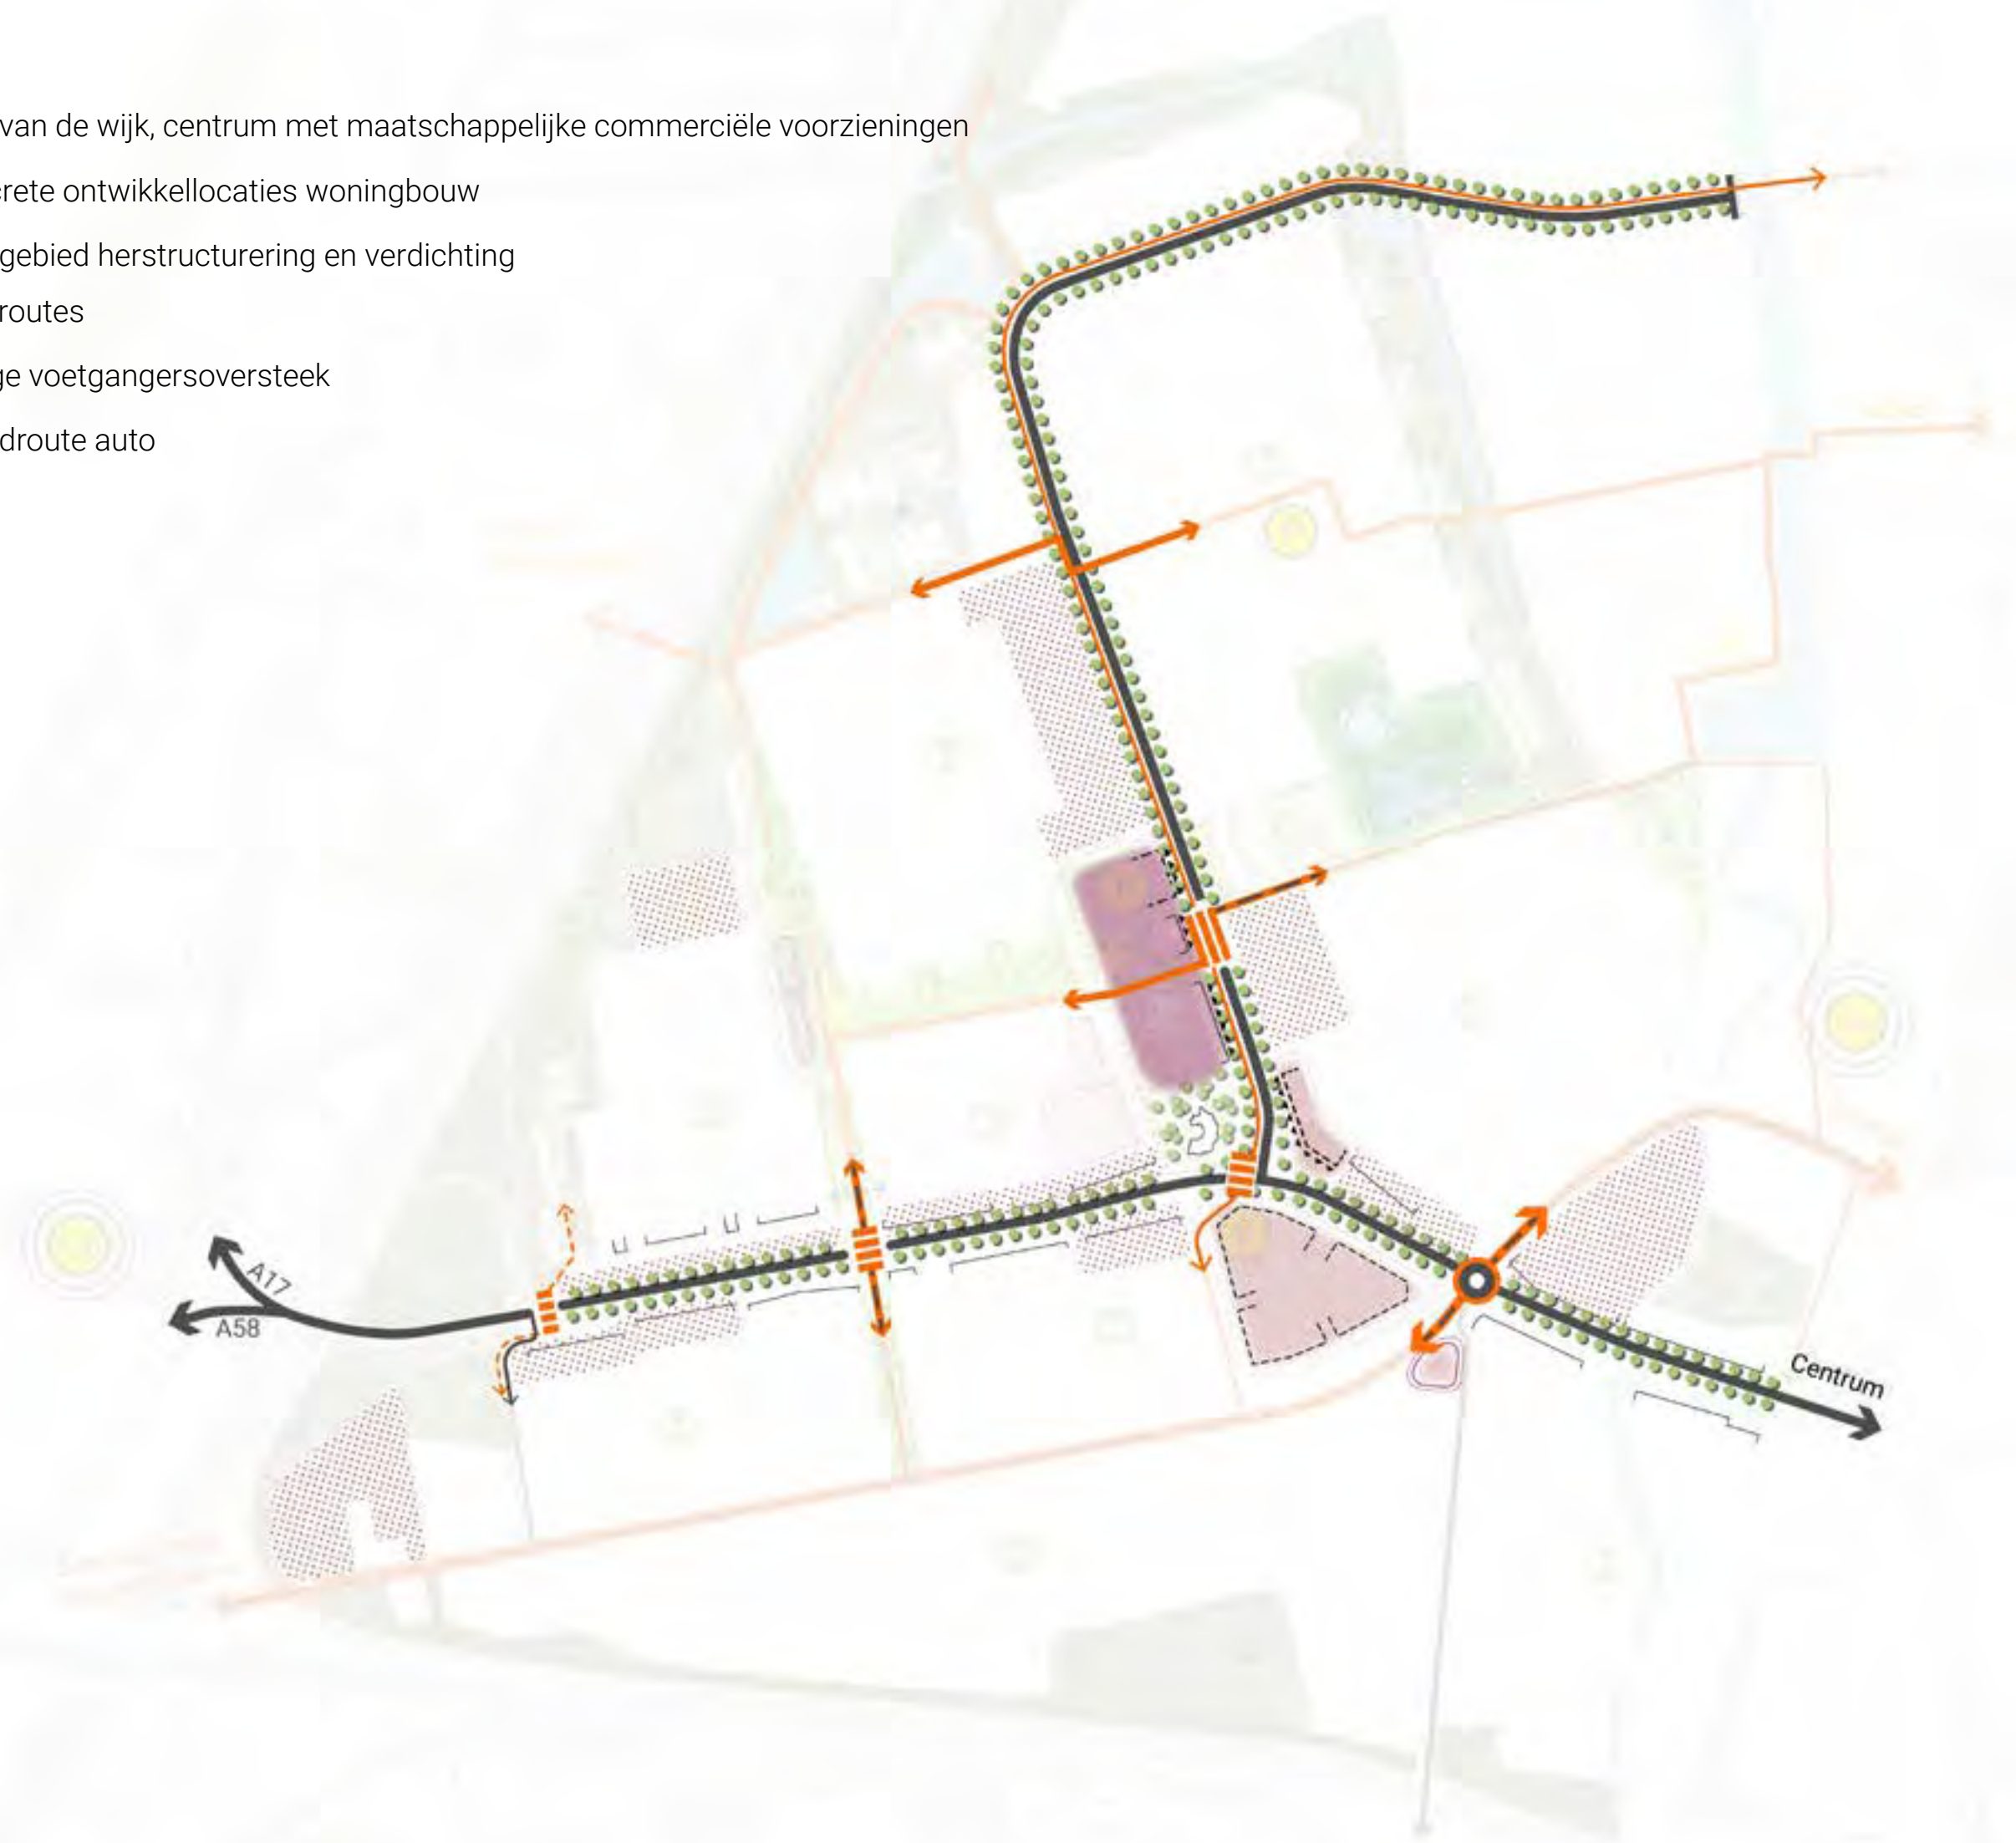 van de wijk, centrum met maatschappelijke commerciële voorzieningen
crete ontwikkellocaties woningbouw
gebied herstructurering en verdichting
routes
ge voetgangersoversteek
droute auto
A17
A58
Centrum